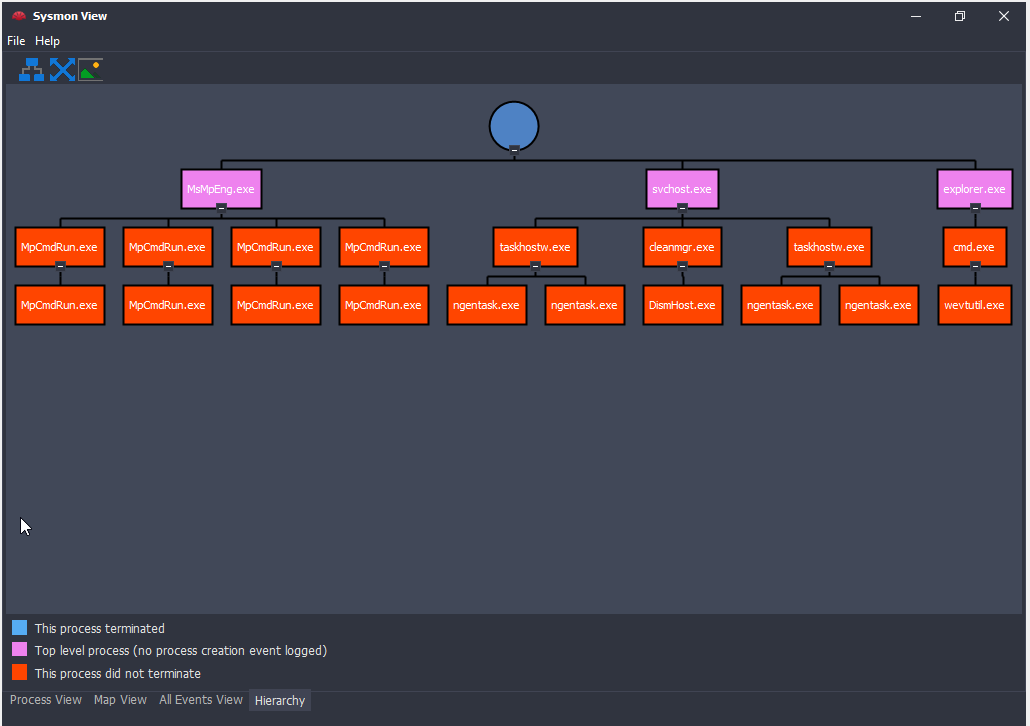 Sysmon View
File Help
MsMpEng.exe svchost.exe explorer.exe
MpCmdRun.exe MpCmdRun.exe MpCmdRun.exe MpCmdRun.exe taskhostw.exe cleanmgr.exe taskhostw.exe cmd.exe
MpCmdRun.exe MpCmdRun.exe MpCmdRun.exe MpCmdRun.exe ngentask.exe ngentask.exe DismHost.exe ngentask.exe ngentask.exe wevtutil.exe
This process terminated
Top level process (no process creation event logged)
This process did not terminate
Process View Map View All Events View Hierarchy